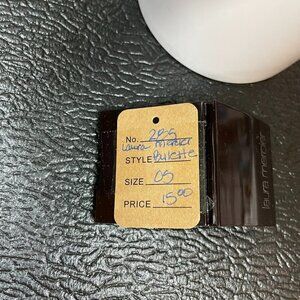 No. 285
Laura Mercier
STYLE Palette
SIZE 05
PRICE 15.00
laura mercier